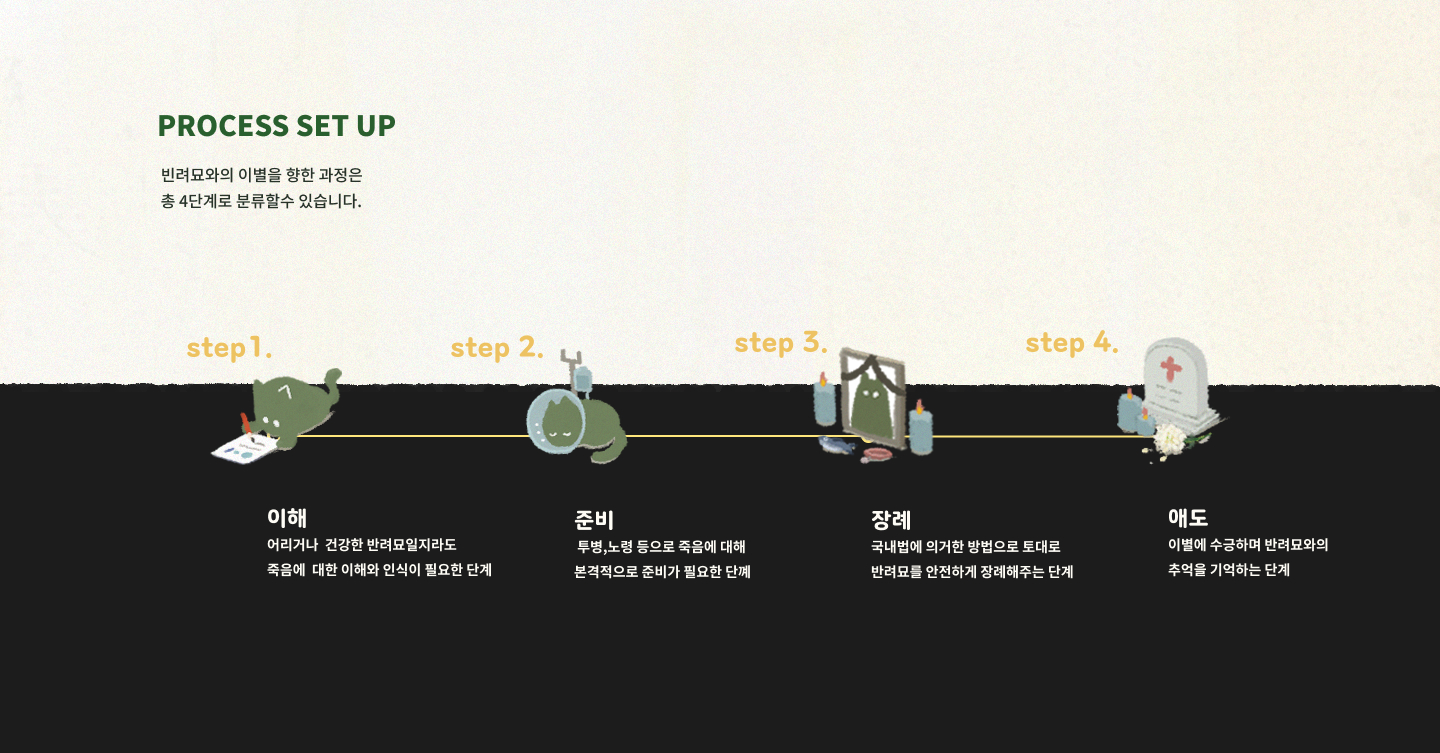 PROCESS SET UP
빈려묘와의 이별을 향한 과정은
총 4단계로 분류할수 있습니다.
step1.
step 2.
step 3.
step 4.
이해
어리거나 건강한 반려묘일지라도
죽음에 대한 이해와 인식이 필요한 단계
준비
투병,노령 등으로 죽음에 대해
본격적으로 준비가 필요한 단꼐
장례
국내법에 의거한 방법으로 토대로
반려묘를 안전하게 장례해주는 단계
애도
이별에 수긍하며 반려묘와의
추억을 기억하는 단계